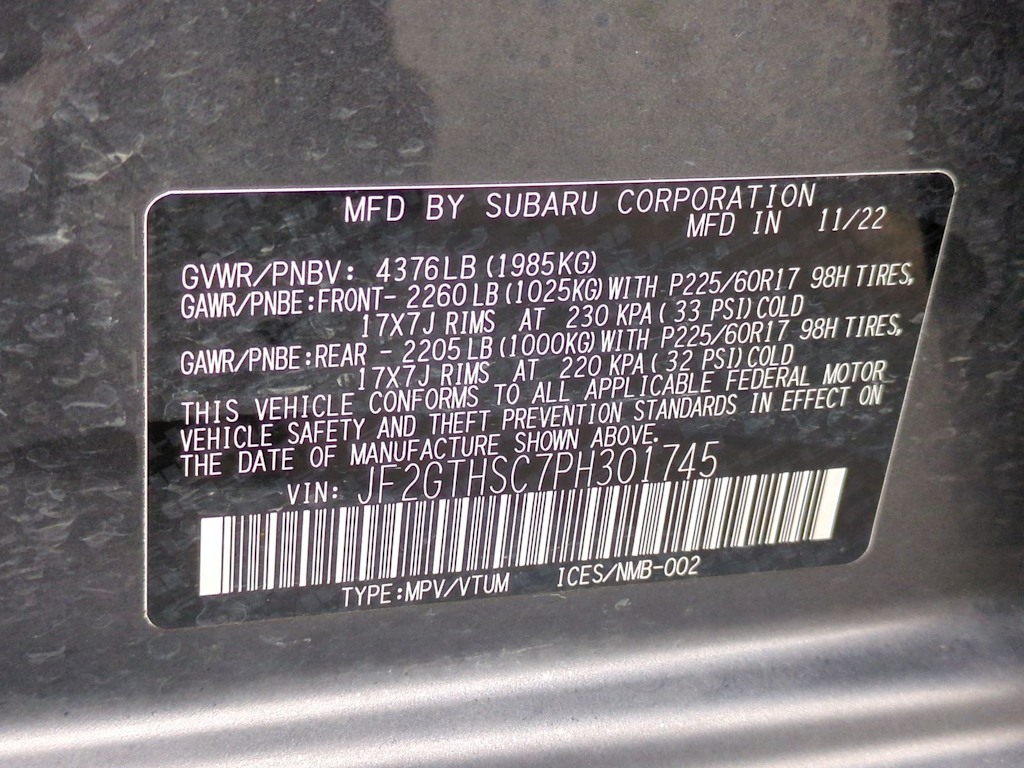 MFD BY SUBARU CORPORATION
MFD IN 11/22
GVWR/PNBV: 4376LB (1985KG)
GAWR/PNBE:FRONT- 2260 LB (1025KG) WITH P225/60R17 98H TIRES,
17X7J RIMS AT 230 KPA ( 33 PSI) COLD
GAWR/PNBE:REAR - 2205 LB (1000KG) WITH P225/60R17 98H TIRES,
17X7J RIMS AT 220 KPA ( 32 PSI) COLD
THIS VEHICLE CONFORMS TO ALL APPLICABLE FEDERAL MOTOR
VEHICLE SAFETY AND THEFT PREVENTION STANDARDS IN EFFECT ON
THE DATE OF MANUFACTURE SHOWN ABOVE.
VIN: JF2GTHSC7PH301745
TYPE:MPV/VTUM ICES/NMB-002